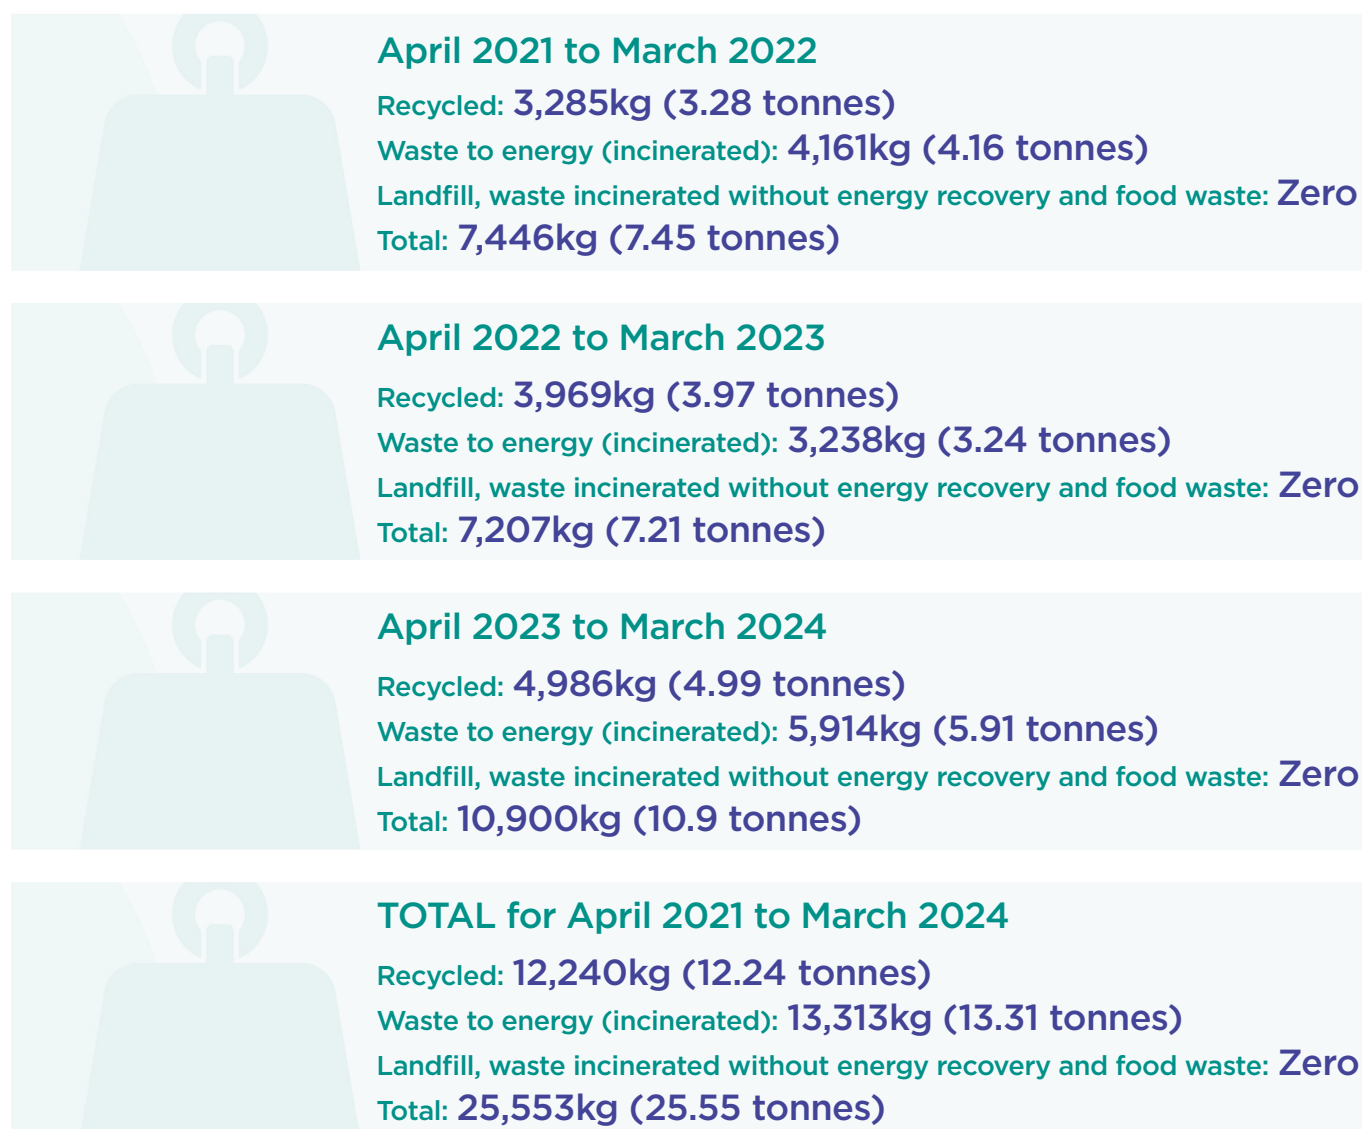 April 2021 to March 2022
Recycled: 3,285kg (3.28 tonnes)
Waste to energy (incinerated): 4,161kg (4.16 tonnes)
Landfill, waste incinerated without energy recovery and food waste: Zero
Total: 7,446kg (7.45 tonnes)
April 2022 to March 2023
Recycled: 3,969kg (3.97 tonnes)
Waste to energy (incinerated): 3,238kg (3.24 tonnes)
Landfill, waste incinerated without energy recovery and food waste: Zero
Total: 7,207kg (7.21 tonnes)
April 2023 to March 2024
Recycled: 4,986kg (4.99 tonnes)
Waste to energy (incinerated): 5,914kg (5.91 tonnes)
Landfill, waste incinerated without energy recovery and food waste: Zero
Total: 10,900kg (10.9 tonnes)
TOTAL for April 2021 to March 2024
Recycled: 12,240kg (12.24 tonnes)
Waste to energy (incinerated): 13,313kg (13.31 tonnes)
Landfill, waste incinerated without energy recovery and food waste: Zero
Total: 25,553kg (25.55 tonnes)